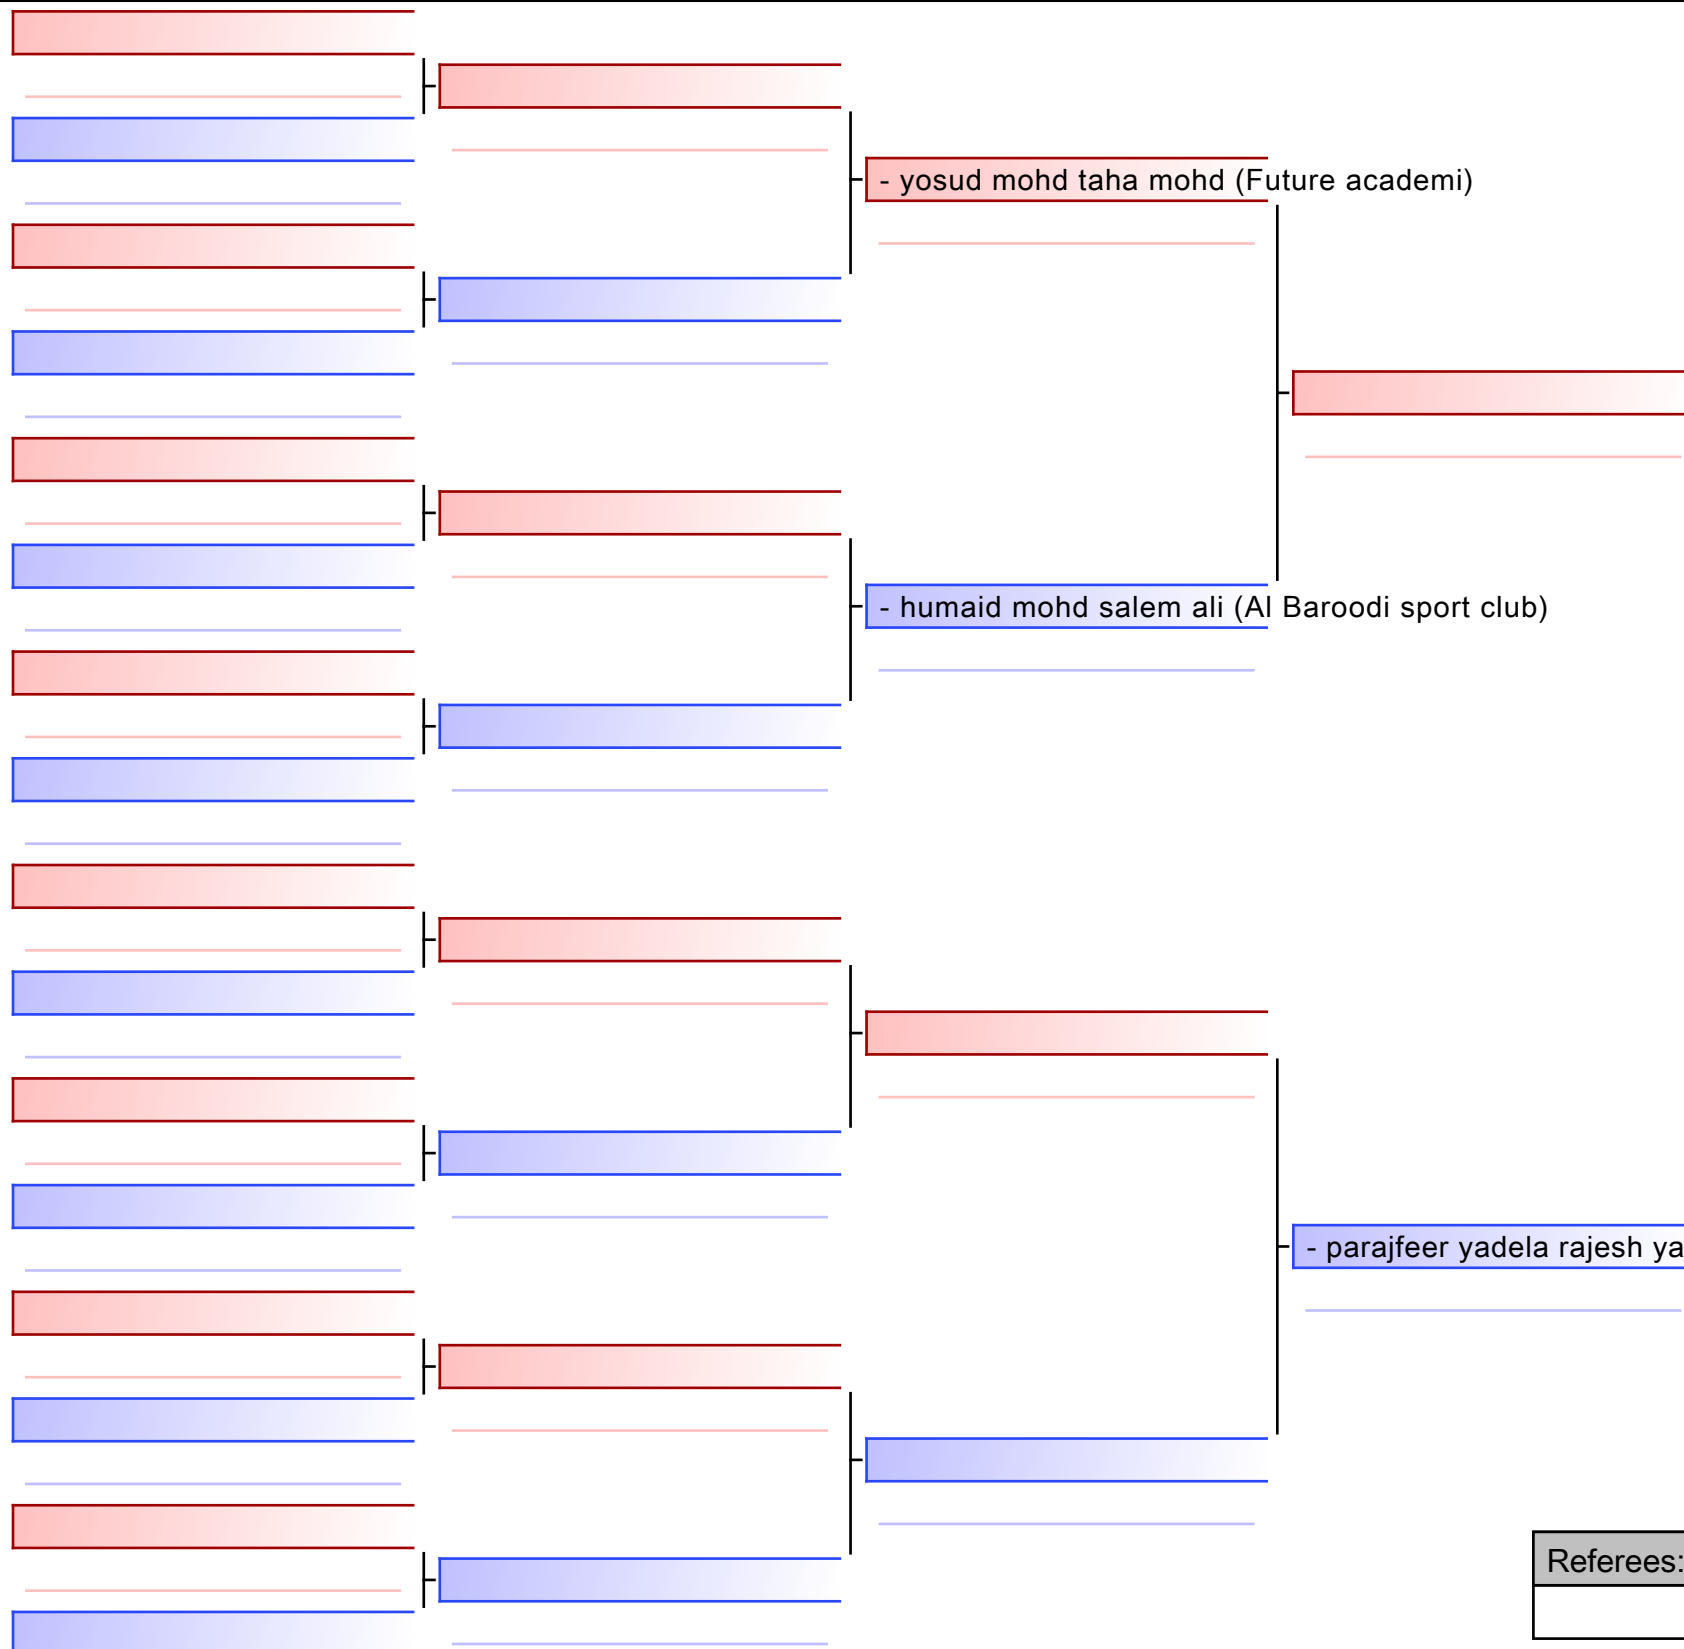 - yosud mohd taha mohd (Future academi)
- humaid mohd salem ali (Al Baroodi sport club)
- parajfeer yadela rajesh ya
Referees: